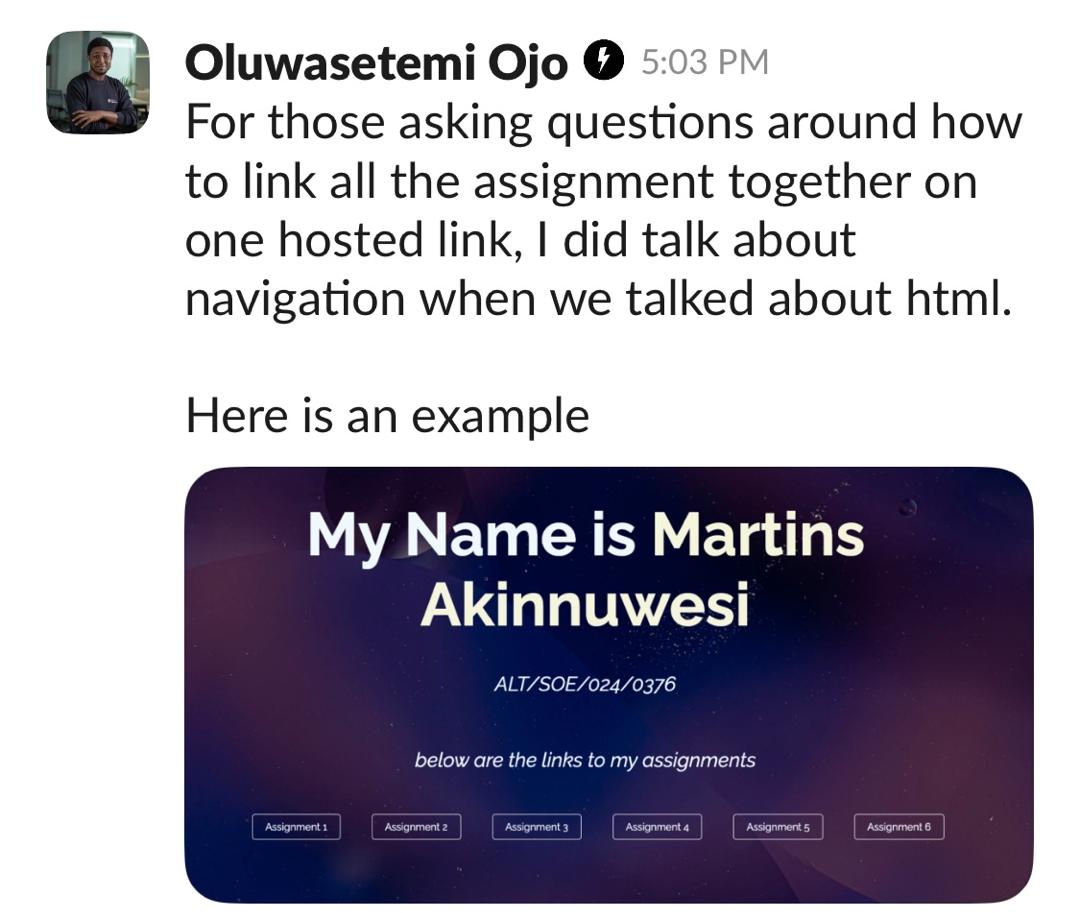 Oluwasetemi Ojo 5:03 PM
For those asking questions around how
to link all the assignment together on
one hosted link, I did talk about
navigation when we talked about html.
Here is an example
My Name is Martins
Akinnuwesi
ALT/SOE/024/0376
below are the links to my assignments
Assignment 1 Assignment 2 Assignment 3 Assignment 4 Assignment 5 Assignment 6